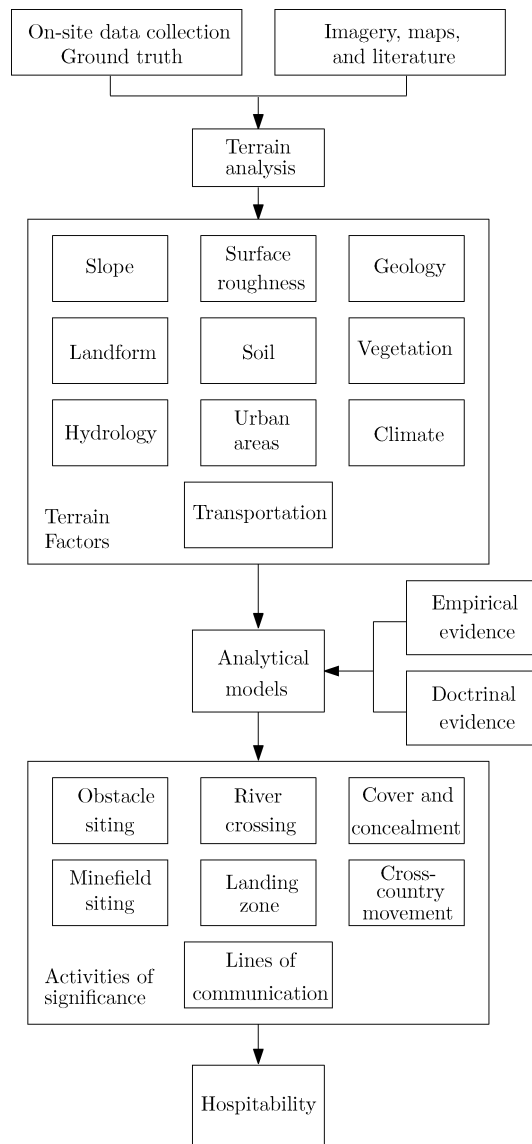 On-site data collection
Ground truth
Imagery, maps,
and literature
Terrain
analysis
Slope
Surface
roughness
Geology
Landform
Soil
Vegetation
Hydrology
Urban
areas
Climate
Transportation
Terrain
Factors
Empirical
evidence
Analytical
models
Doctrinal
evidence
Obstacle
siting
River
crossing
Cover and
concealment
Minefield
siting
Landing
zone
Cross-
country
movement
Lines of
communication
Activities of
significance
Hospitability